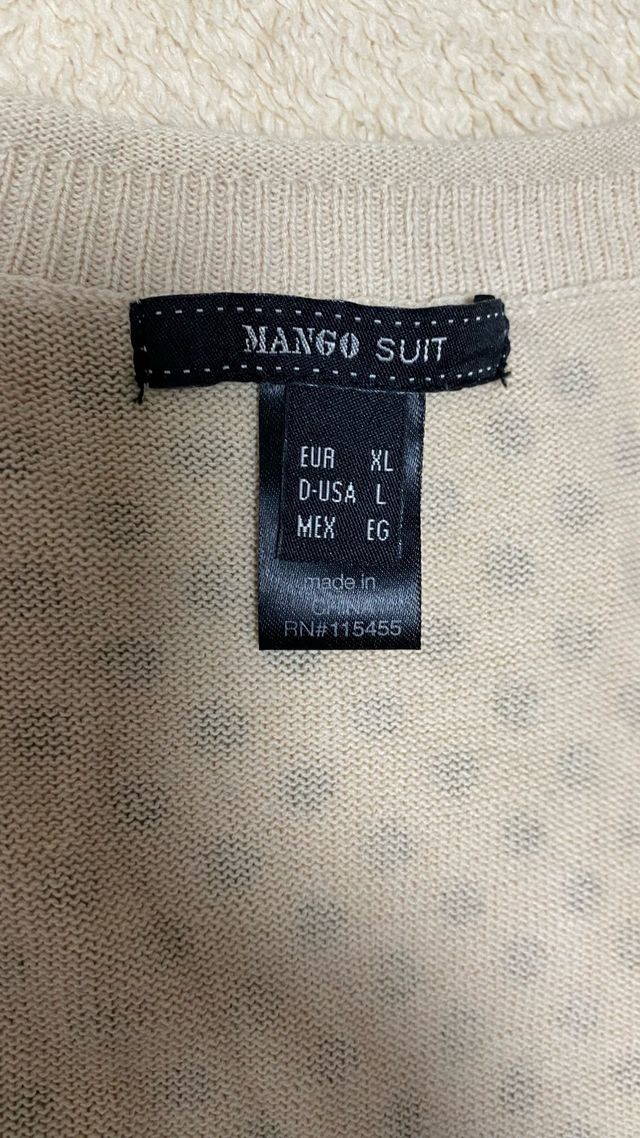 MANGO SUIT
EUR XL
D-USA L
MEX EG
made in
CHINA
RN#115455